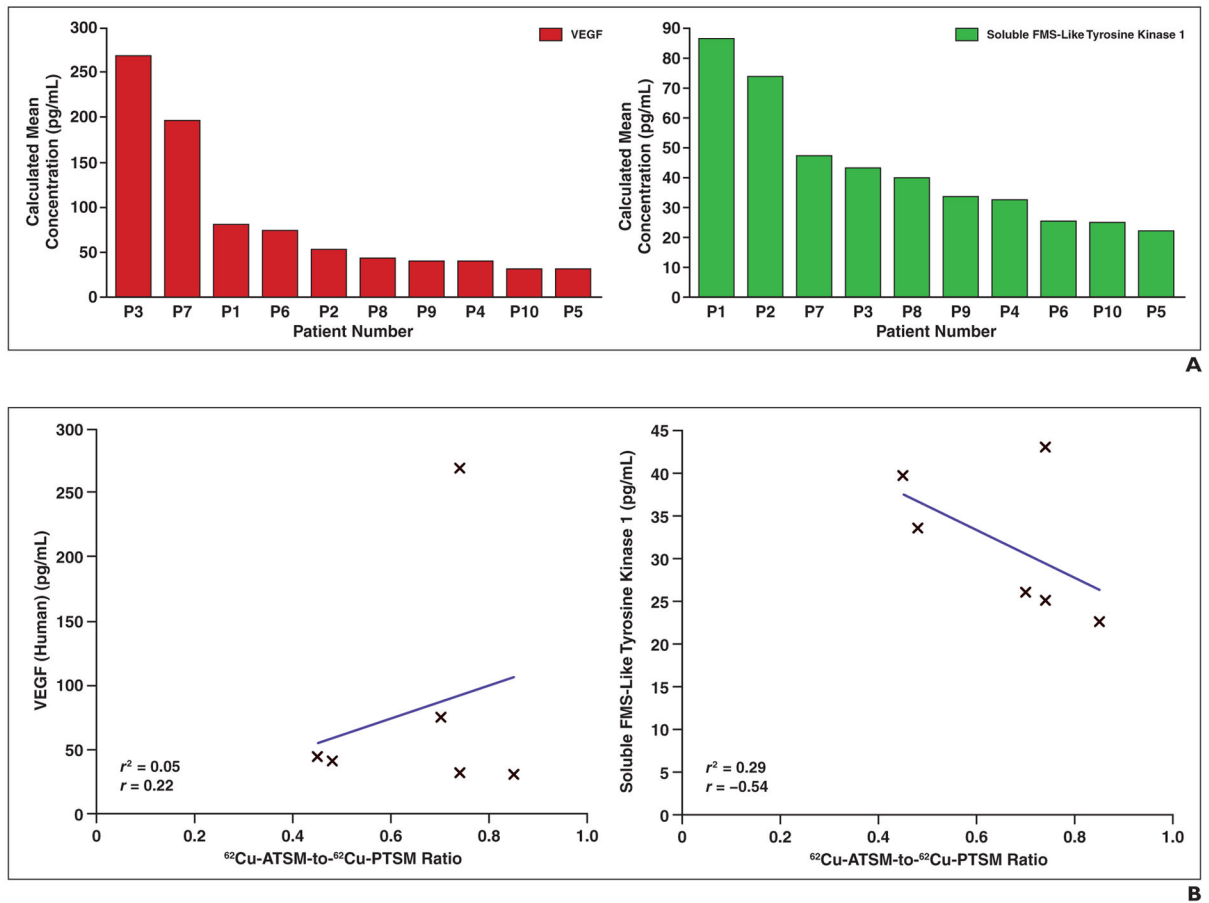 300
250
200
150
100
50
0
Calculated Mean
Concentration (pg/mL)
VEGF
P3 P7 P1 P6 P2 P8 P9 P4 P10 P5
Patient Number
90
80
70
60
50
40
30
20
10
0
Calculated Mean
Concentration (pg/mL)
Soluble FMS-Like Tyrosine Kinase 1
P1 P2 P7 P3 P8 P9 P4 P6 P10 P5
Patient Number
A
300
250
200
150
100
50
0
VEGF (Human) (pg/mL)
r² = 0.05
r = 0.22
0 0.2 0.4 0.6 0.8 1.0
⁶²Cu-ATSM-to-⁶²Cu-PTSM Ratio
45
40
35
30
25
20
15
10
5
0
Soluble FMS-Like Tyrosine Kinase 1 (pg/mL)
r² = 0.29
r = −0.54
0 0.2 0.4 0.6 0.8 1.0
⁶²Cu-ATSM-to-⁶²Cu-PTSM Ratio
B